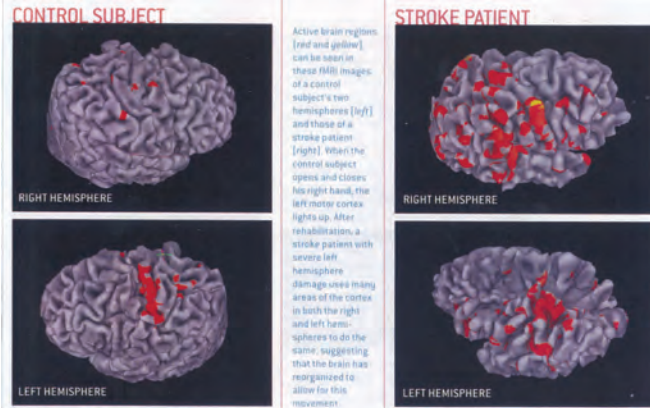 CONTROL SUBJECT
RIGHT HEMISPHERE
LEFT HEMISPHERE
Active brain regions
[red and yellow]
can be seen in
these fMRI images
of a control
subject's two
hemispheres [left]
and those of a
stroke patient
[right]. When the
control subject
opens and closes
his right hand, the
left motor cortex
lights up. After
rehabilitation, a
stroke patient with
severe left
hemisphere
damage uses many
areas of the cortex
in both the right
and left hemi-
spheres to do the
same, suggesting
that the brain has
reorganized to
allow for this
movement.
STROKE PATIENT
RIGHT HEMISPHERE
LEFT HEMISPHERE